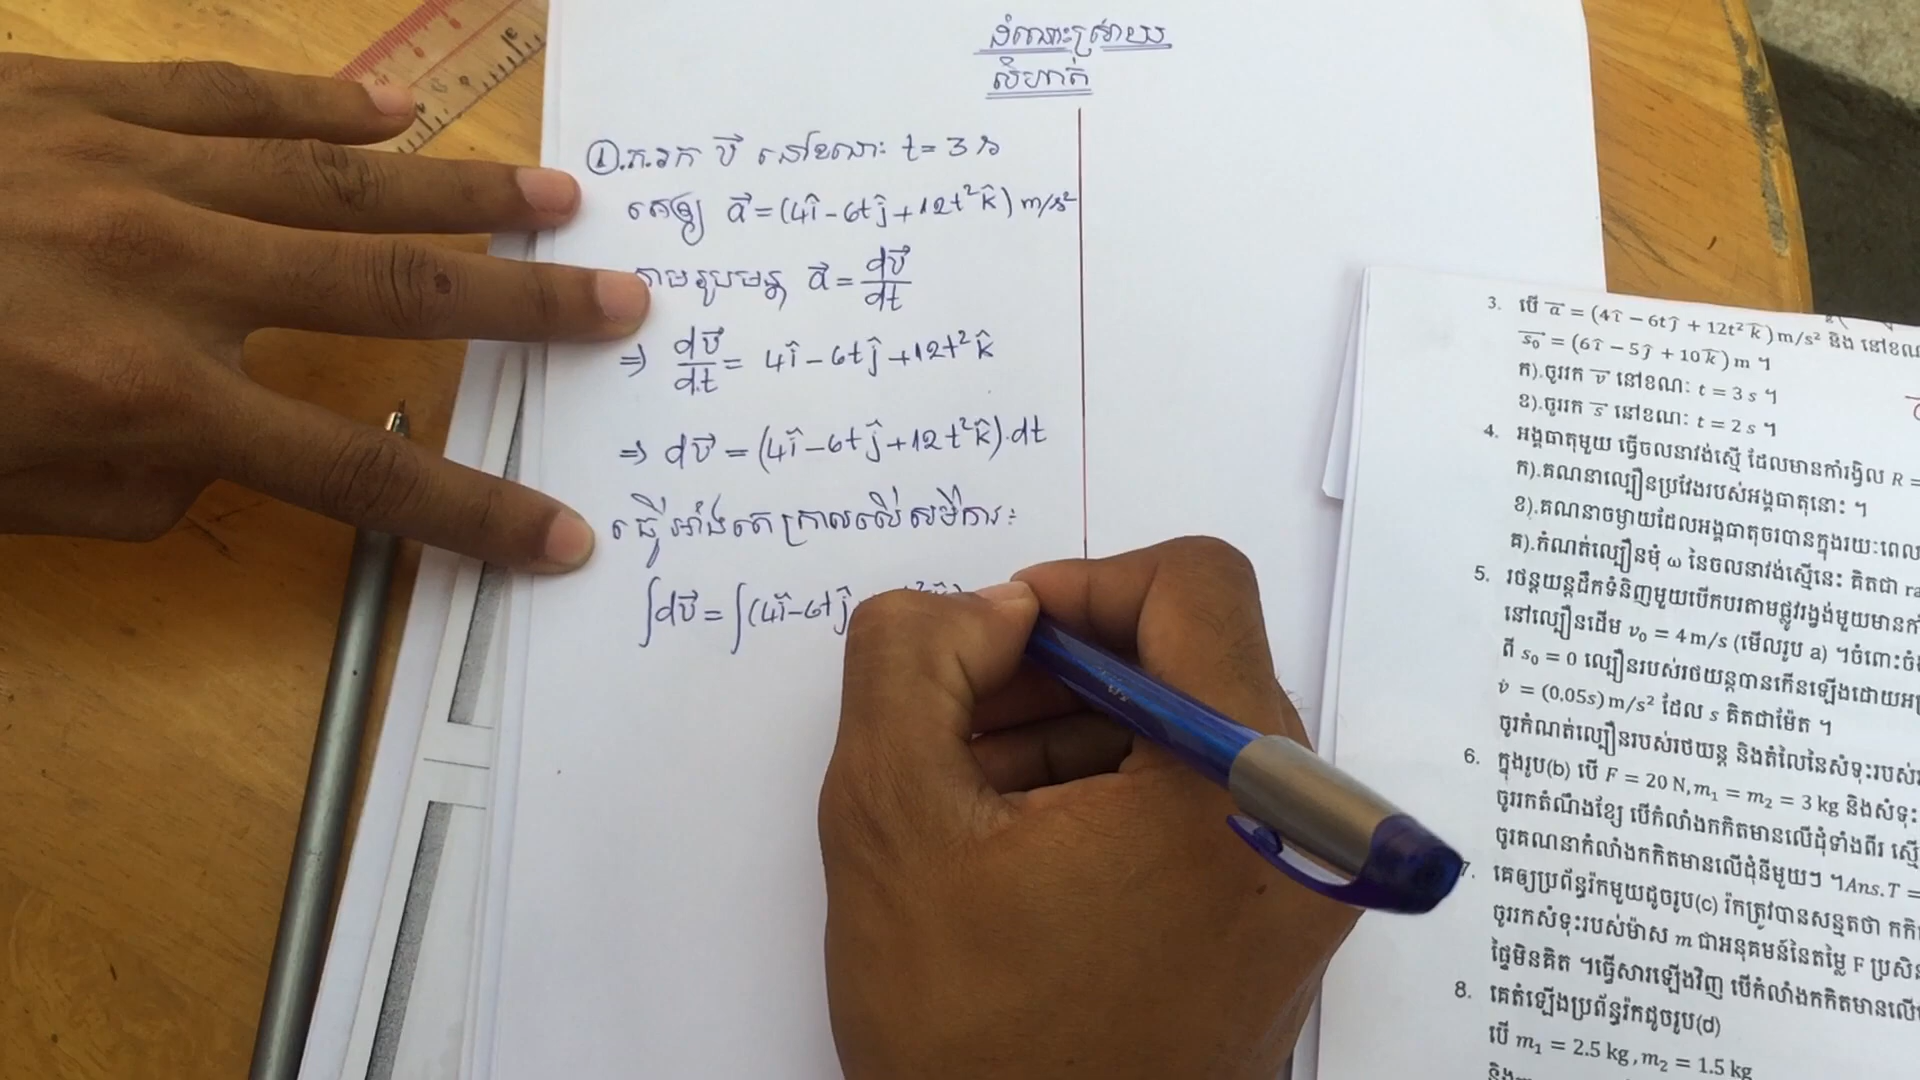 ដំណោះស្រាយ
លំហាត់
①.ក.រក v⃗ នៅខណៈ t = 3 s
គេឲ្យ a⃗ = (4î − 6tĵ + 12t²k̂) m/s²
តាមរូបមន្ត a⃗ = dv⃗/dt
⇒ dv⃗/dt = 4î − 6tĵ + 12t²k̂
⇒ dv⃗ = (4î − 6tĵ + 12t²k̂).dt
ធ្វើអាំងតេក្រាលលើសមីការ:
∫dv⃗ = ∫(4î − 6tĵ
3. បើ a⃗ = (4î − 6tĵ + 12t² k⃗) m/s² និង នៅខណ
s₀⃗ = (6î − 5ĵ + 10k⃗) m ។
ក).ចូររក v⃗ នៅខណៈ t = 3 s ។
ខ).ចូររក s⃗ នៅខណៈ t = 2 s ។
4. អង្គធាតុមួយ ធ្វើចលនាវង់ស្មើ ដែលមានកាំរង្វិល R =
ក).គណនាល្បឿនប្រវែងរបស់អង្គធាតុនោះ ។
ខ).គណនាចម្ងាយដែលអង្គធាតុចរបានក្នុងរយៈពេល
គ).កំណត់ល្បឿនមុំ ω នៃចលនាវង់ស្មើនេះ គិតជា ra
5. រថន្តយន្តដឹកទំនិញមួយបើកបរតាមផ្លូវរង្វង់មួយមានកាំ
នៅល្បឿនដើម v₀ = 4 m/s (មើលរូប a) ។ចំពោះចំ
ពី s₀ = 0 ល្បឿនរបស់រថយន្តបានកើនឡើងដោយអ
v̇ = (0.05s) m/s² ដែល s គិតជាម៉ែត ។
ចូរកំណត់ល្បឿនរបស់រថយន្ត និងតំលៃនៃសំទុះរបស់
6. ក្នុងរូប(b) បើ F = 20 N, m₁ = m₂ = 3 kg និងសំទុះ
ចូររកតំណឹងខ្សែ បើកំលាំងកកិតមានលើដុំទាំងពីរ ស្មើ
ចូរគណនាកំលាំងកកិតមានលើដុំនីមួយៗ ។Ans.T =
7. គេឲ្យប្រព័ន្ធរ៉កមួយដូចរូប(c) រ៉កត្រូវបានសន្មតថា កកិ
ចូររកសំទុះរបស់ម៉ាស m ជាអនុគមន៍នៃតម្លៃ F ប្រសិន
ផ្ទៃមិនគិត ។ធ្វើសារឡើងវិញ បើកំលាំងកកិតមានលើ
8. គេតំឡើងប្រព័ន្ធរ៉កដូចរូប(d)
បើ m₁ = 2.5 kg , m₂ = 1.5 kg